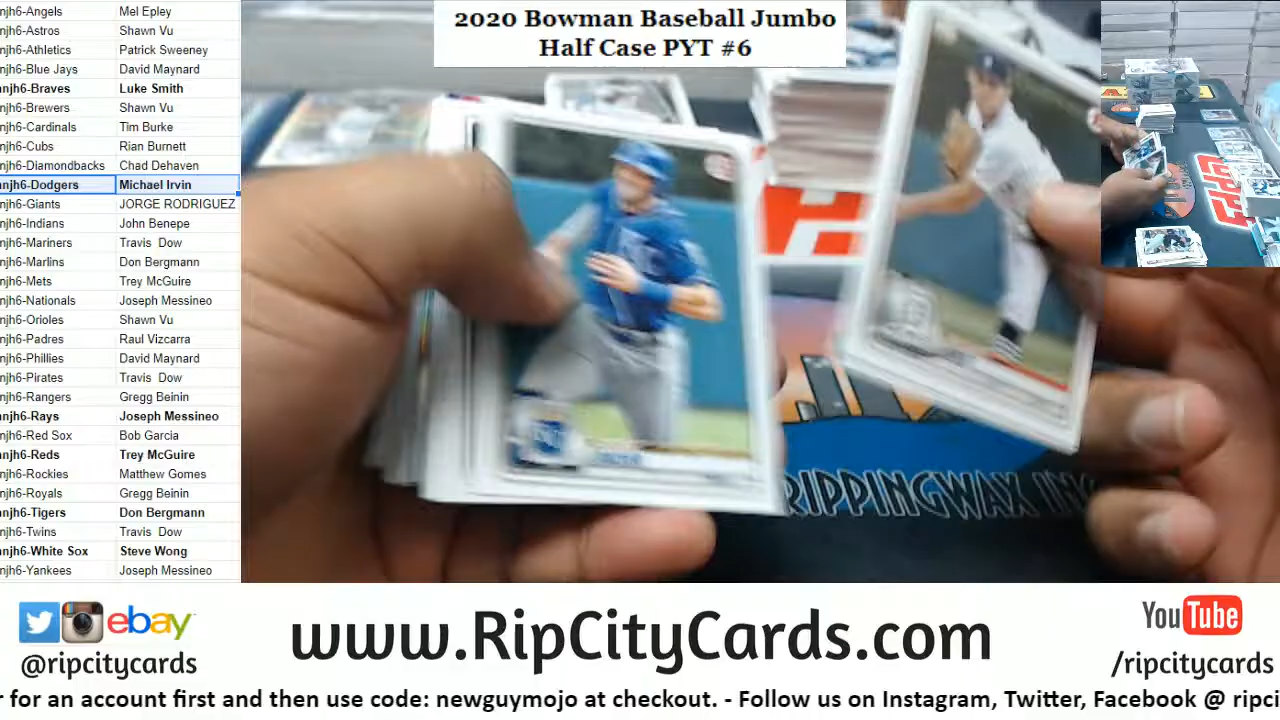 2020 Bowman Baseball Jumbo
Half Case PYT #6
njh6-Angels Mel Epley
njh6-Astros Shawn Vu
njh6-Athletics Patrick Sweeney
njh6-Blue Jays David Maynard
njh6-Braves Luke Smith
njh6-Brewers Shawn Vu
njh6-Cardinals Tim Burke
njh6-Cubs Rian Burnett
njh6-Diamondbacks Chad Dehaven
njh6-Dodgers Michael Irvin
njh6-Giants JORGE RODRIGUEZ
njh6-Indians John Benepe
njh6-Mariners Travis Dow
njh6-Marlins Don Bergmann
njh6-Mets Trey McGuire
njh6-Nationals Joseph Messineo
njh6-Orioles Shawn Vu
njh6-Padres Raul Vizcarra
njh6-Phillies David Maynard
njh6-Pirates Travis Dow
njh6-Rangers Gregg Beinin
njh6-Rays Joseph Messineo
njh6-Red Sox Bob Garcia
njh6-Reds Trey McGuire
njh6-Rockies Matthew Gomes
njh6-Royals Gregg Beinin
njh6-Tigers Don Bergmann
njh6-Twins Travis Dow
njh6-White Sox Steve Wong
njh6-Yankees Joseph Messineo
RIPPINGWAX INC
ebay
@ripcitycards
www.RipCityCards.com
YouTube
/ripcitycards
r for an account first and then use code: newguymojo at checkout. - Follow us on Instagram, Twitter, Facebook @ ripci